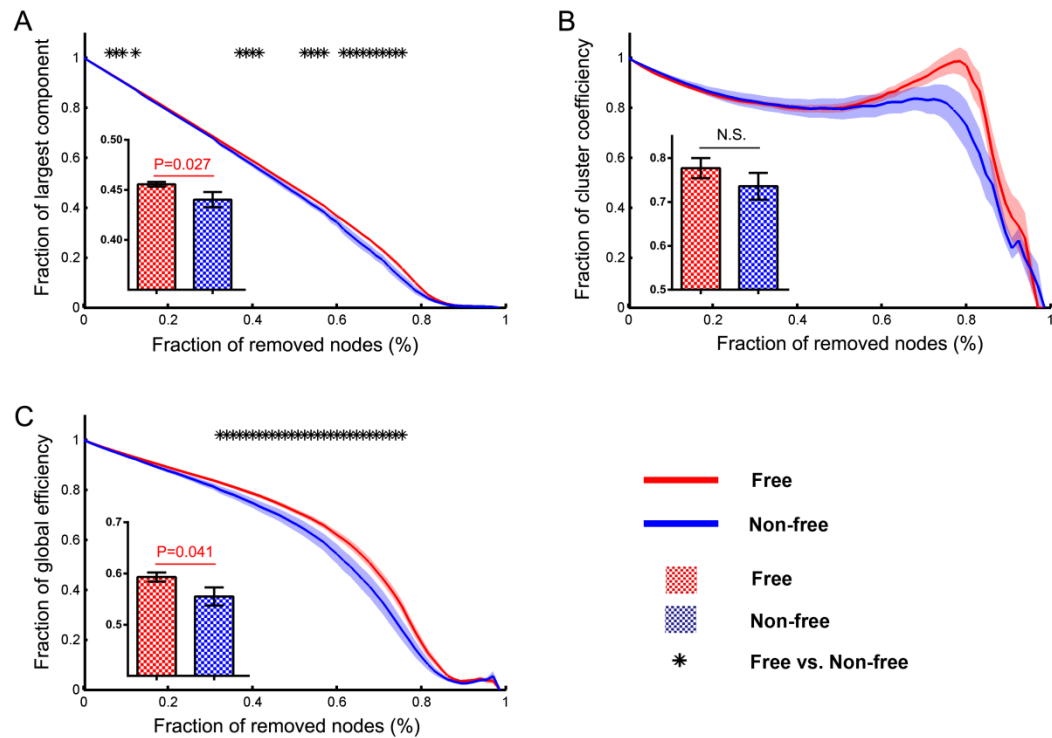 A
Fraction of largest component
1
0.8
0.6
0.4
0.2
0
0.50
0.45
0.40
P=0.027
0 0.2 0.4 0.6 0.8 1
Fraction of removed nodes (%)
B
Fraction of cluster coefficiency
1
0.8
0.6
0.4
0.2
0
0.8
0.7
0.6
0.5
N.S.
0 0.2 0.4 0.6 0.8 1
Fraction of removed nodes (%)
C
Fraction of global efficiency
1
0.8
0.6
0.4
0.2
0
0.7
0.6
0.5
P=0.041
0 0.2 0.4 0.6 0.8 1
Fraction of removed nodes (%)
Free
Non-free
Free
Non-free
Free vs. Non-free